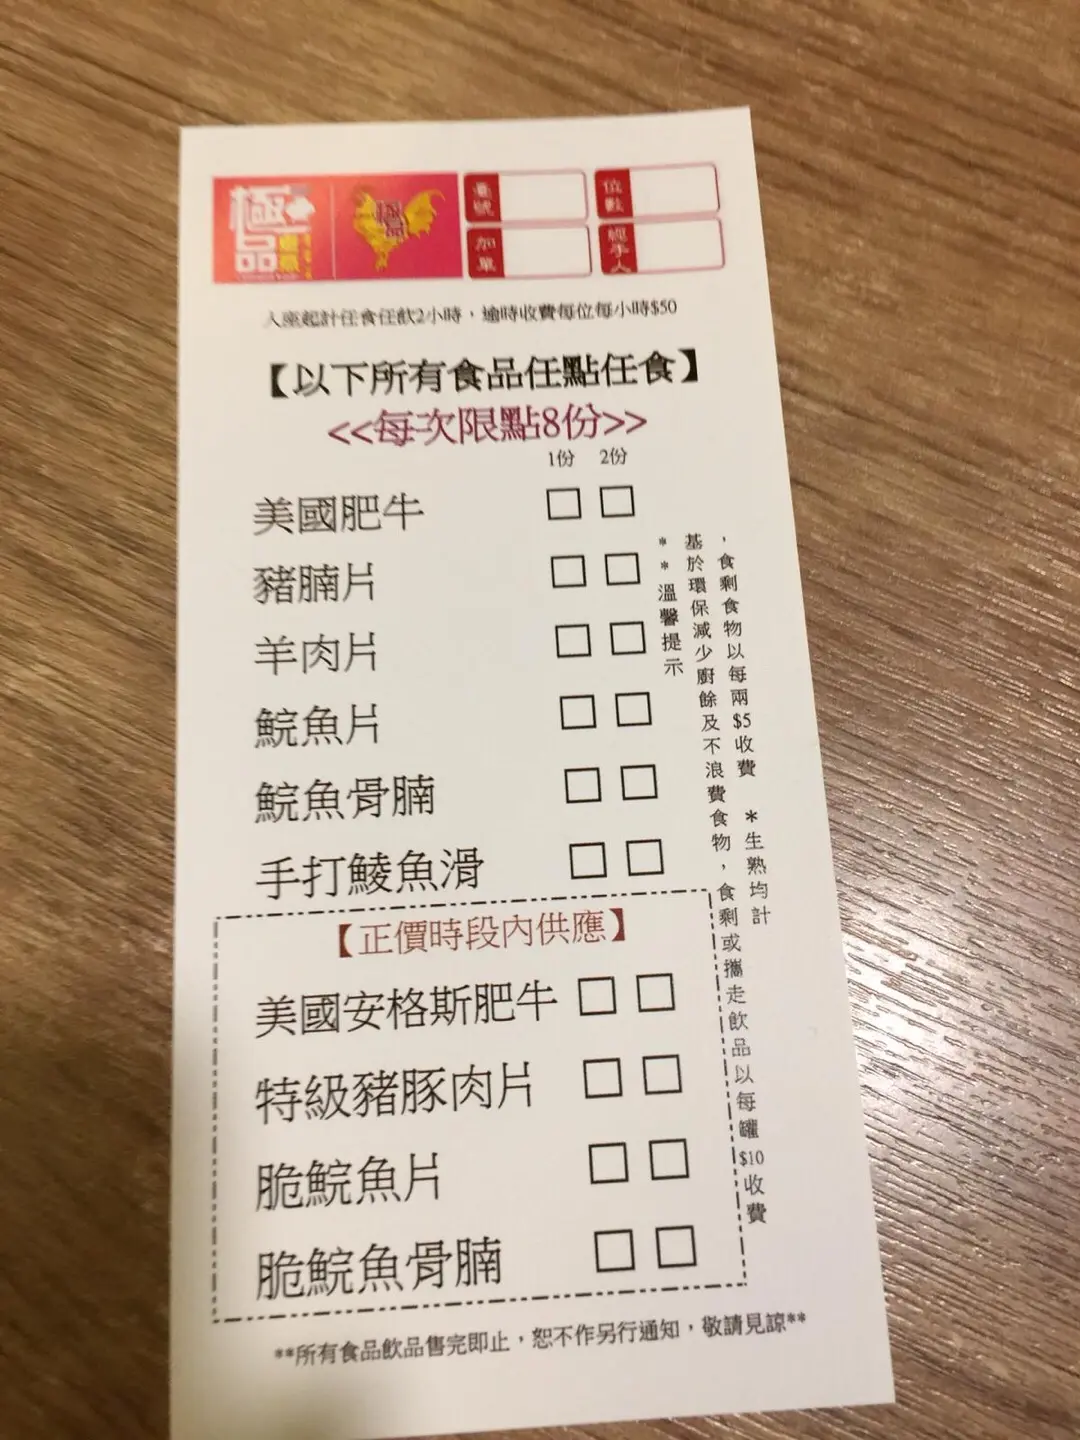 極品
極品
臺號
位數
加單
經手人
入座起計任食任飲2小時，逾時收費每位每小時$50
【以下所有食品任點任食】
<<每次限點8份>>
1份 2份
美國肥牛
豬腩片
羊肉片
鯇魚片
鯇魚骨腩
手打鯪魚滑
【正價時段內供應】
美國安格斯肥牛
特級豬豚肉片
脆鯇魚片
脆鯇魚骨腩
**溫馨提示
基於環保減少廚餘及不浪費食物，食剩或攜走飲品以每罐$10收費
，食剩食物以每兩$5收費 *生熟均計
**所有食品飲品售完即止，恕不作另行通知，敬請見諒**